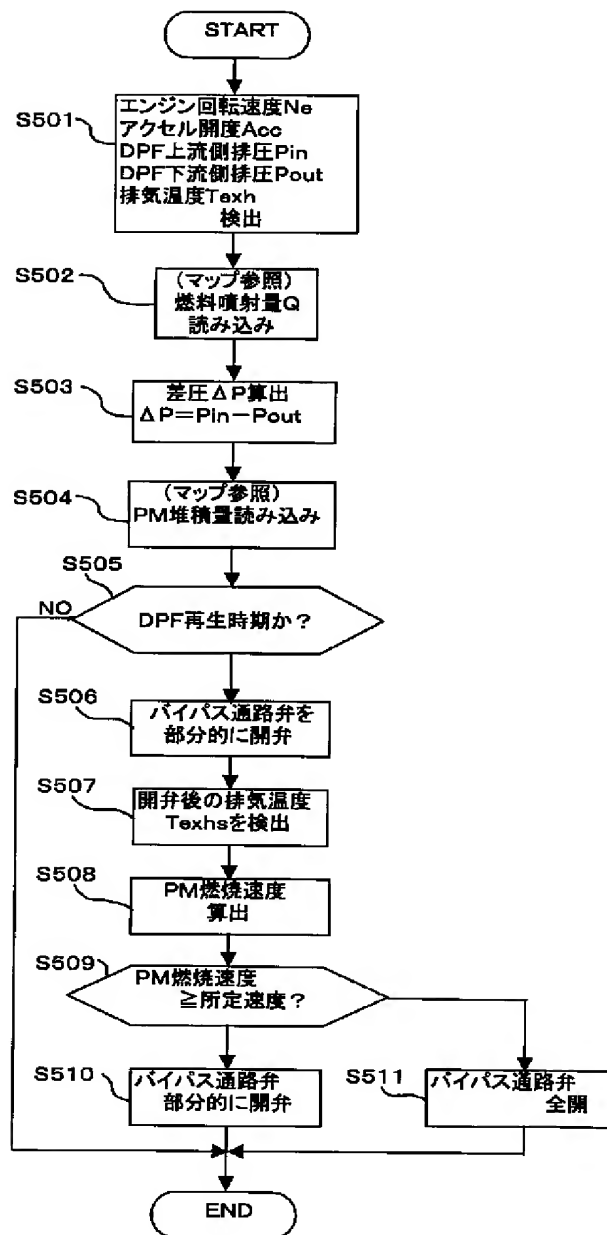 START
S501
エンジン回転速度Ne
アクセル開度Acc
DPF上流側排圧Pin
DPF下流側排圧Pout
排気温度Texh
検出
S502
(マップ参照)
燃料噴射量Q
読み込み
S503
差圧ΔP算出
ΔP=Pin−Pout
S504
(マップ参照)
PM堆積量読み込み
S505
NO
DPF再生時期か?
S506
バイパス通路弁を
部分的に開弁
S507
開弁後の排気温度
Texhsを検出
S508
PM燃焼速度
算出
S509
PM燃焼速度
≧所定速度?
S510
バイパス通路弁
部分的に開弁
S511
バイパス通路弁
全開
END